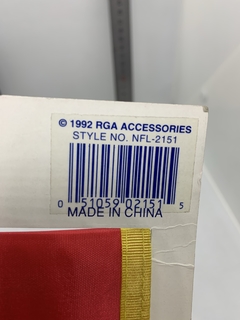 © 1992 RGA ACCESSORIES
STYLE NO. NFL-2151
0 51059 02151 5
MADE IN CHINA